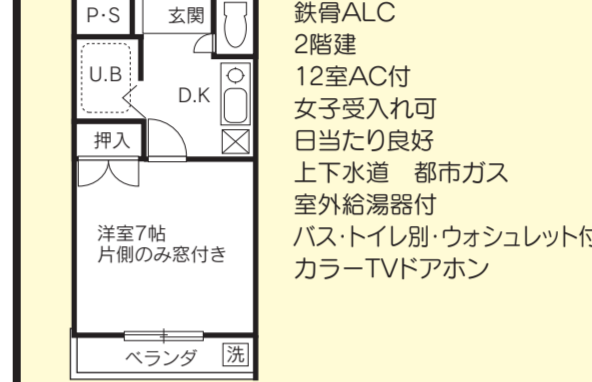 P・S
玄関
U.B
D.K
押入
洋室7帖
片側のみ窓付き
ベランダ
洗
鉄骨ALC
2階建
12室AC付
女子受入れ可
日当たり良好
上下水道　都市ガス
室外給湯器付
バス・トイレ別・ウォシュレット付
カラーTVドアホン